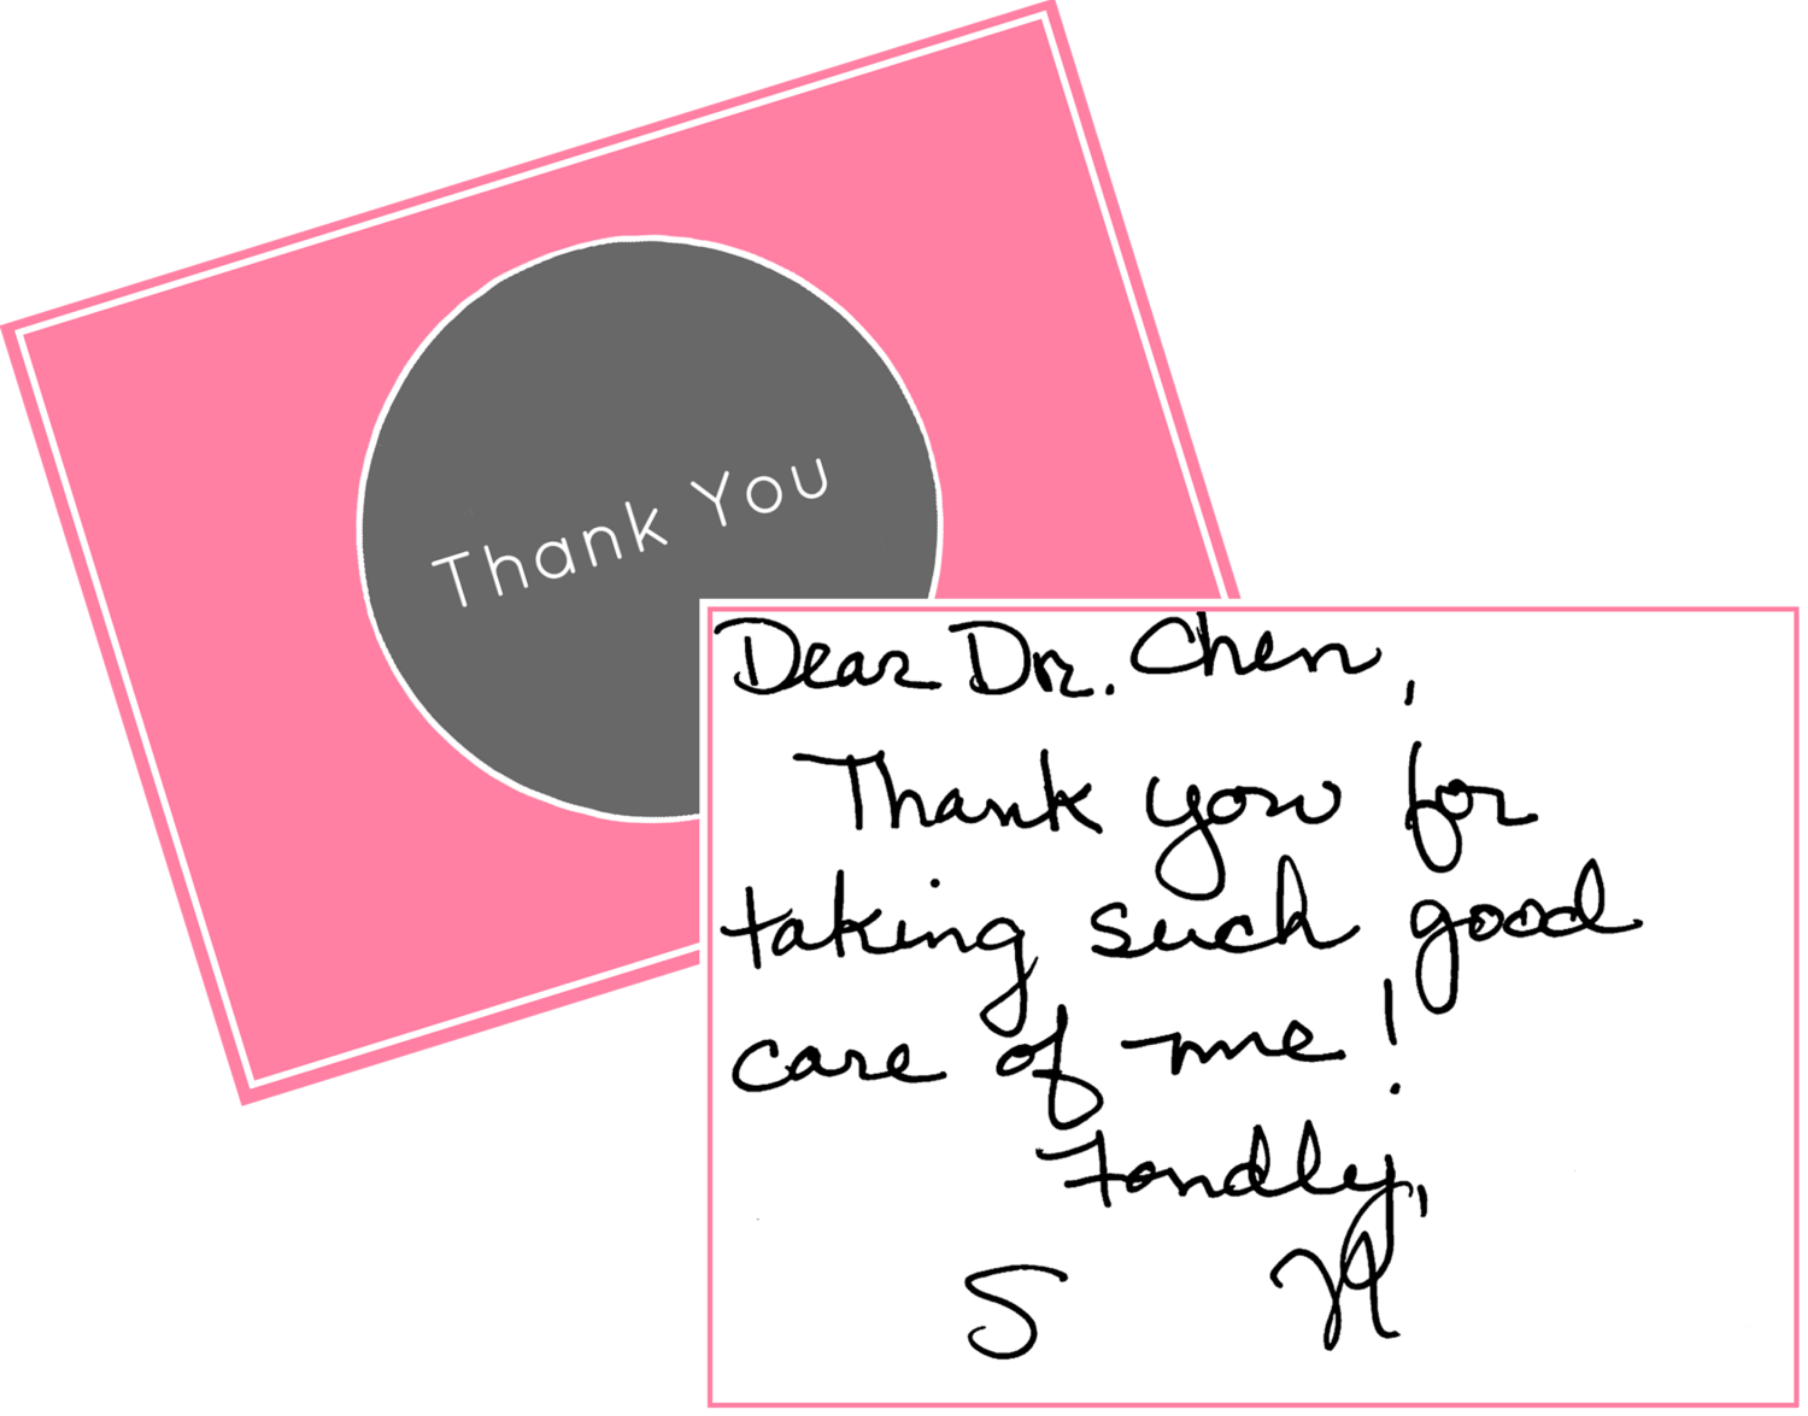 Thank You
Dear Dr. Chen,
Thank you for
taking such good
care of me!
Fondly,
S H